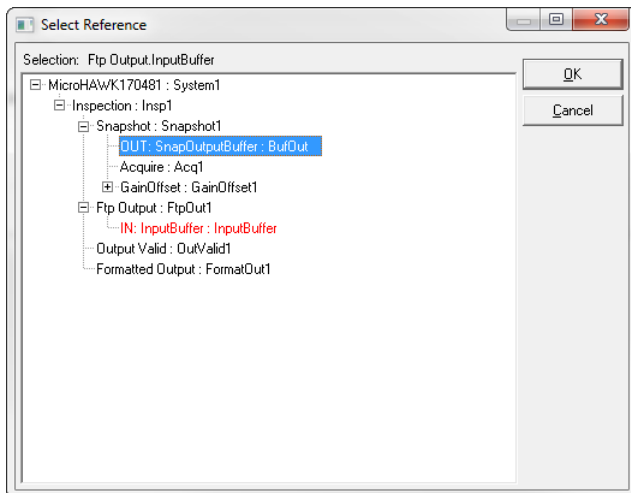 Select Reference
Selection: Ftp Output.InputBuffer
OK
Cancel
MicroHAWK170481 : System1
Inspection : Insp1
Snapshot : Snapshot1
OUT: SnapOutputBuffer : BufOut
Acquire : Acq1
GainOffset : GainOffset1
Ftp Output : FtpOut1
IN: InputBuffer : InputBuffer
Output Valid : OutValid1
Formatted Output : FormatOut1